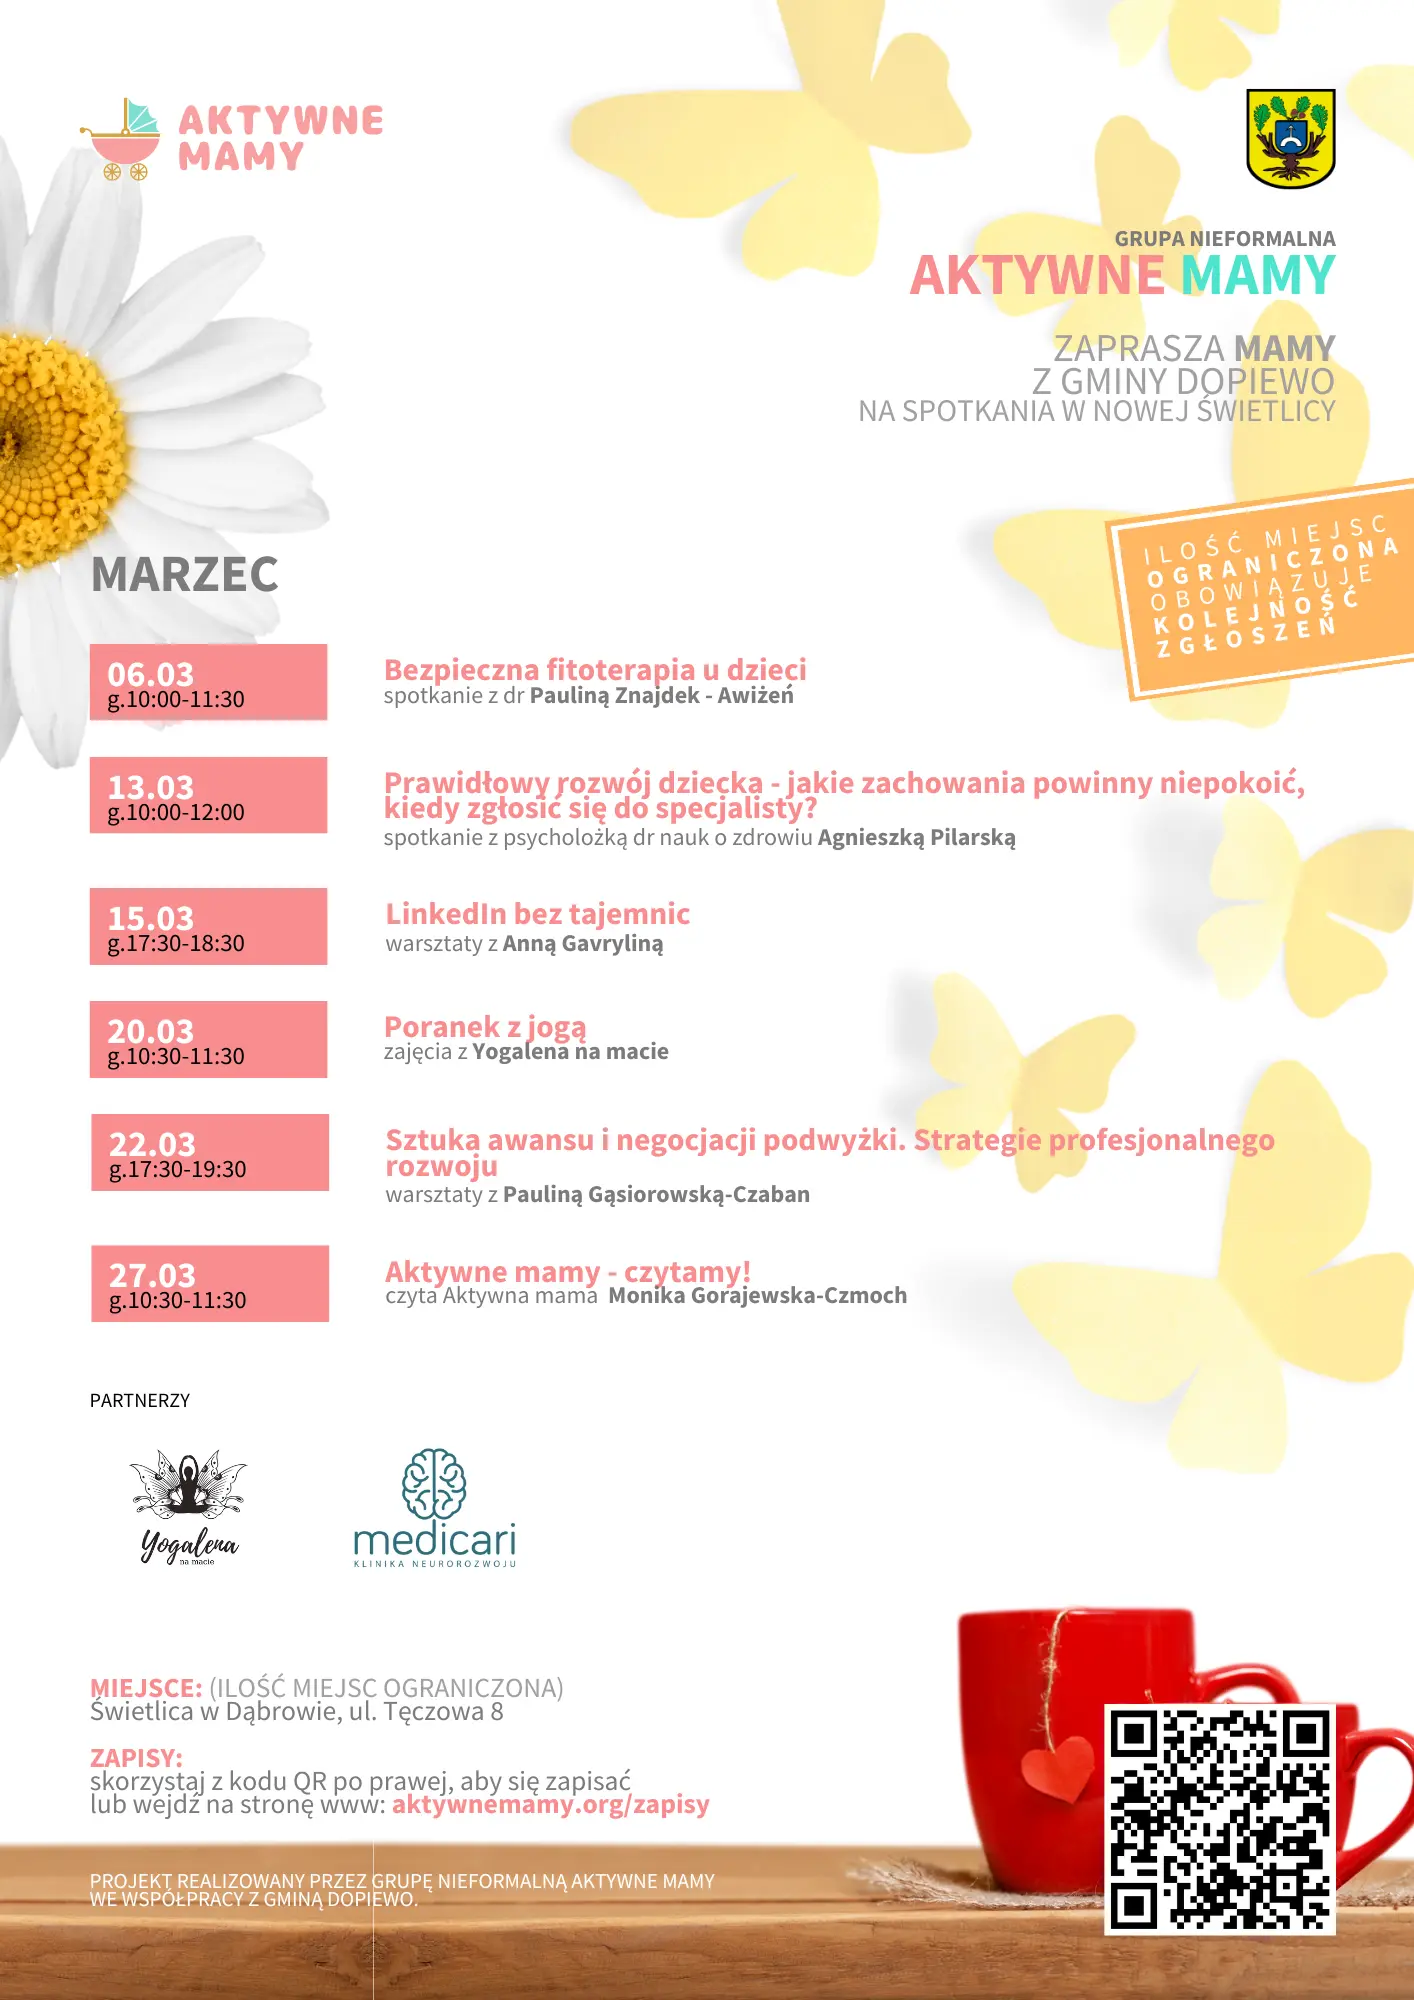 AKTYWNE
MAMY
GRUPA NIEFORMALNA
AKTYWNE MAMY
ZAPRASZA MAMY
Z GMINY DOPIEWO
NA SPOTKANIA W NOWEJ ŚWIETLICY
ILOŚĆ MIEJSC
OGRANICZONA
OBOWIĄZUJE
KOLEJNOŚĆ
ZGŁOSZEŃ
MARZEC
06.03
g.10:00-11:30
Bezpieczna fitoterapia u dzieci
spotkanie z dr Pauliną Znajdek - Awiżeń
13.03
g.10:00-12:00
Prawidłowy rozwój dziecka - jakie zachowania powinny niepokoić,
kiedy zgłosić się do specjalisty?
spotkanie z psycholożką dr nauk o zdrowiu Agnieszką Pilarską
15.03
g.17:30-18:30
LinkedIn bez tajemnic
warsztaty z Anną Gavryliną
20.03
g.10:30-11:30
Poranek z jogą
zajęcia z Yogalena na macie
22.03
g.17:30-19:30
Sztuka awansu i negocjacji podwyżki. Strategie profesjonalnego
rozwoju
warsztaty z Pauliną Gąsiorowską-Czaban
27.03
g.10:30-11:30
Aktywne mamy - czytamy!
czyta Aktywna mama Monika Gorajewska-Czmoch
PARTNERZY
Yogalena
na macie
medicari
KLINIKA NEUROROZWOJU
MIEJSCE: (ILOŚĆ MIEJSC OGRANICZONA)
Świetlica w Dąbrowie, ul. Tęczowa 8
ZAPISY:
skorzystaj z kodu QR po prawej, aby się zapisać
lub wejdź na stronę www: aktywnemamy.org/zapisy
PROJEKT REALIZOWANY PRZEZ GRUPĘ NIEFORMALNĄ AKTYWNE MAMY
WE WSPÓŁPRACY Z GMINĄ DOPIEWO.